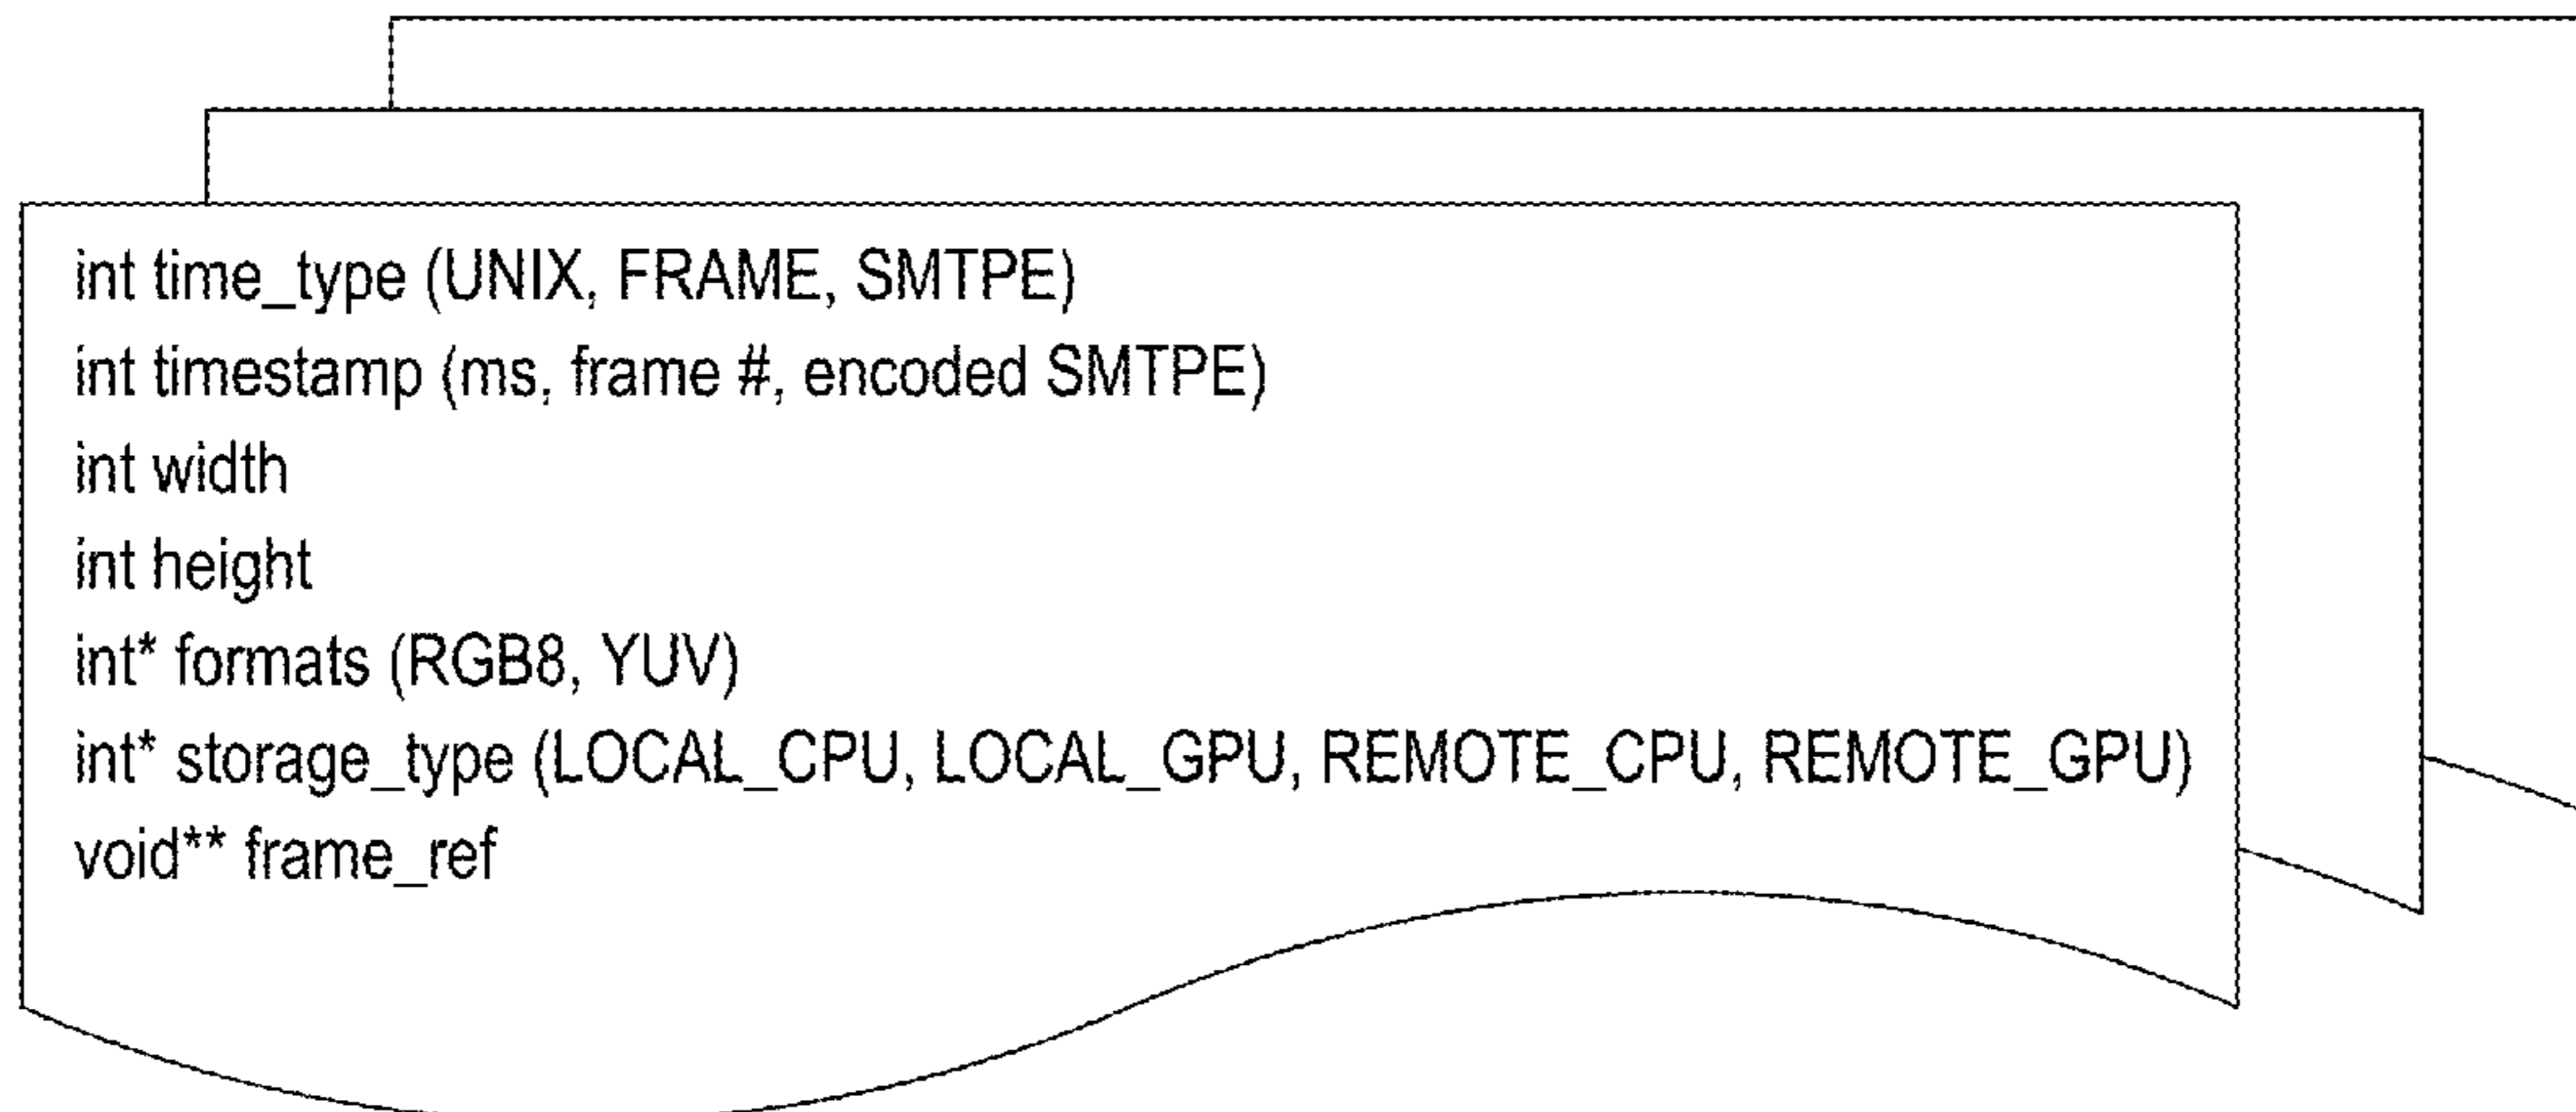 int time_type (UNIX, FRAME, SMTPE)
int timestamp (ms, frame #, encoded SMTPE)
int width
int height
int* formats (RGB8, YUV)
int* storage_type (LOCAL_CPU, LOCAL_GPU, REMOTE_CPU, REMOTE_GPU)
void** frame_ref